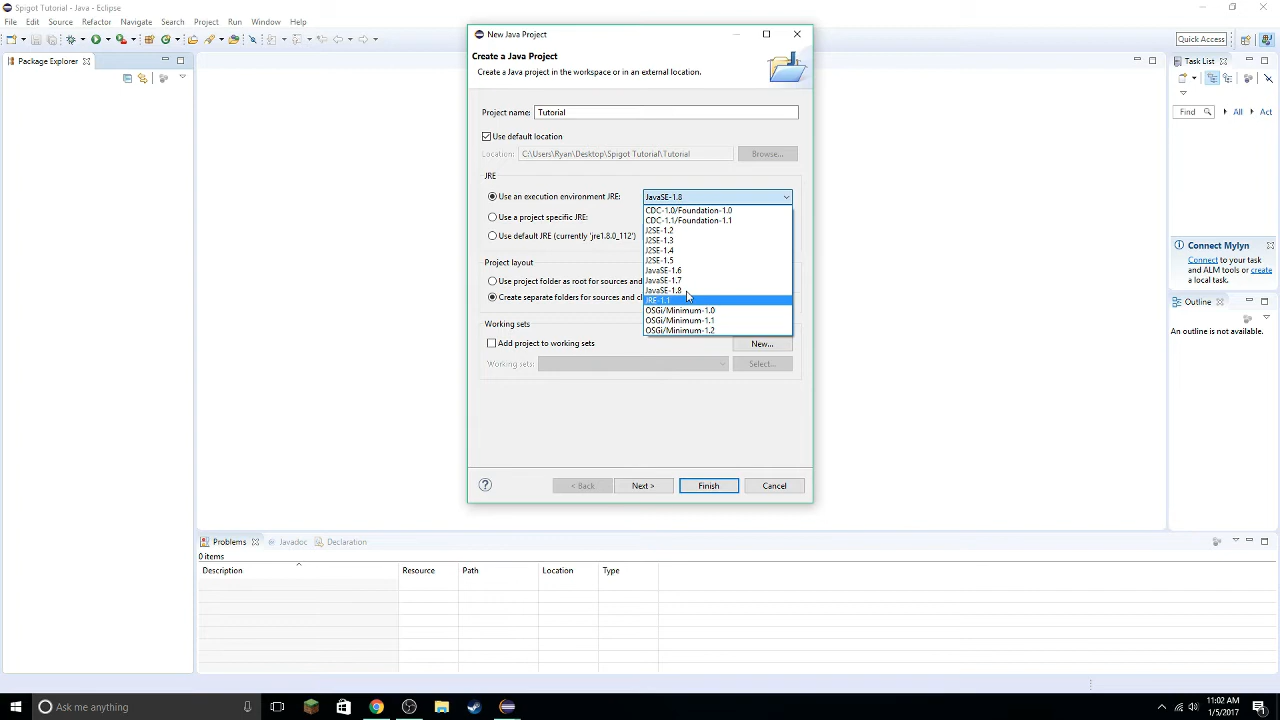 Spigot Tutorial - Java - Eclipse
File Edit Source Refactor Navigate Search Project Run Window Help
Quick Access
Package Explorer
New Java Project
Create a Java Project
Create a Java project in the workspace or in an external location.
Project name: Tutorial
Use default location
Location: C:\Users\Ryan\Desktop\Spigot Tutorial\Tutorial Browse...
JRE
Use an execution environment JRE: JavaSE-1.8
CDC-1.0/Foundation-1.0
CDC-1.1/Foundation-1.1
J2SE-1.2
J2SE-1.3
J2SE-1.4
J2SE-1.5
JavaSE-1.6
JavaSE-1.7
JavaSE-1.8
JRE-1.1
OSGi/Minimum-1.0
OSGi/Minimum-1.1
OSGi/Minimum-1.2
Use a project specific JRE:
Use default JRE (currently 'jre1.8.0_112')
Project layout
Use project folder as root for sources and
Create separate folders for sources and cl
Working sets
Add project to working sets New...
Working sets: Select...
? < Back Next > Finish Cancel
Task List
Find All Act
Connect Mylyn
Connect to your task
and ALM tools or create
a local task.
Outline
An outline is not available.
Problems Javadoc Declaration
0 items
Description Resource Path Location Type
Ask me anything
11:02 AM
1/5/2017